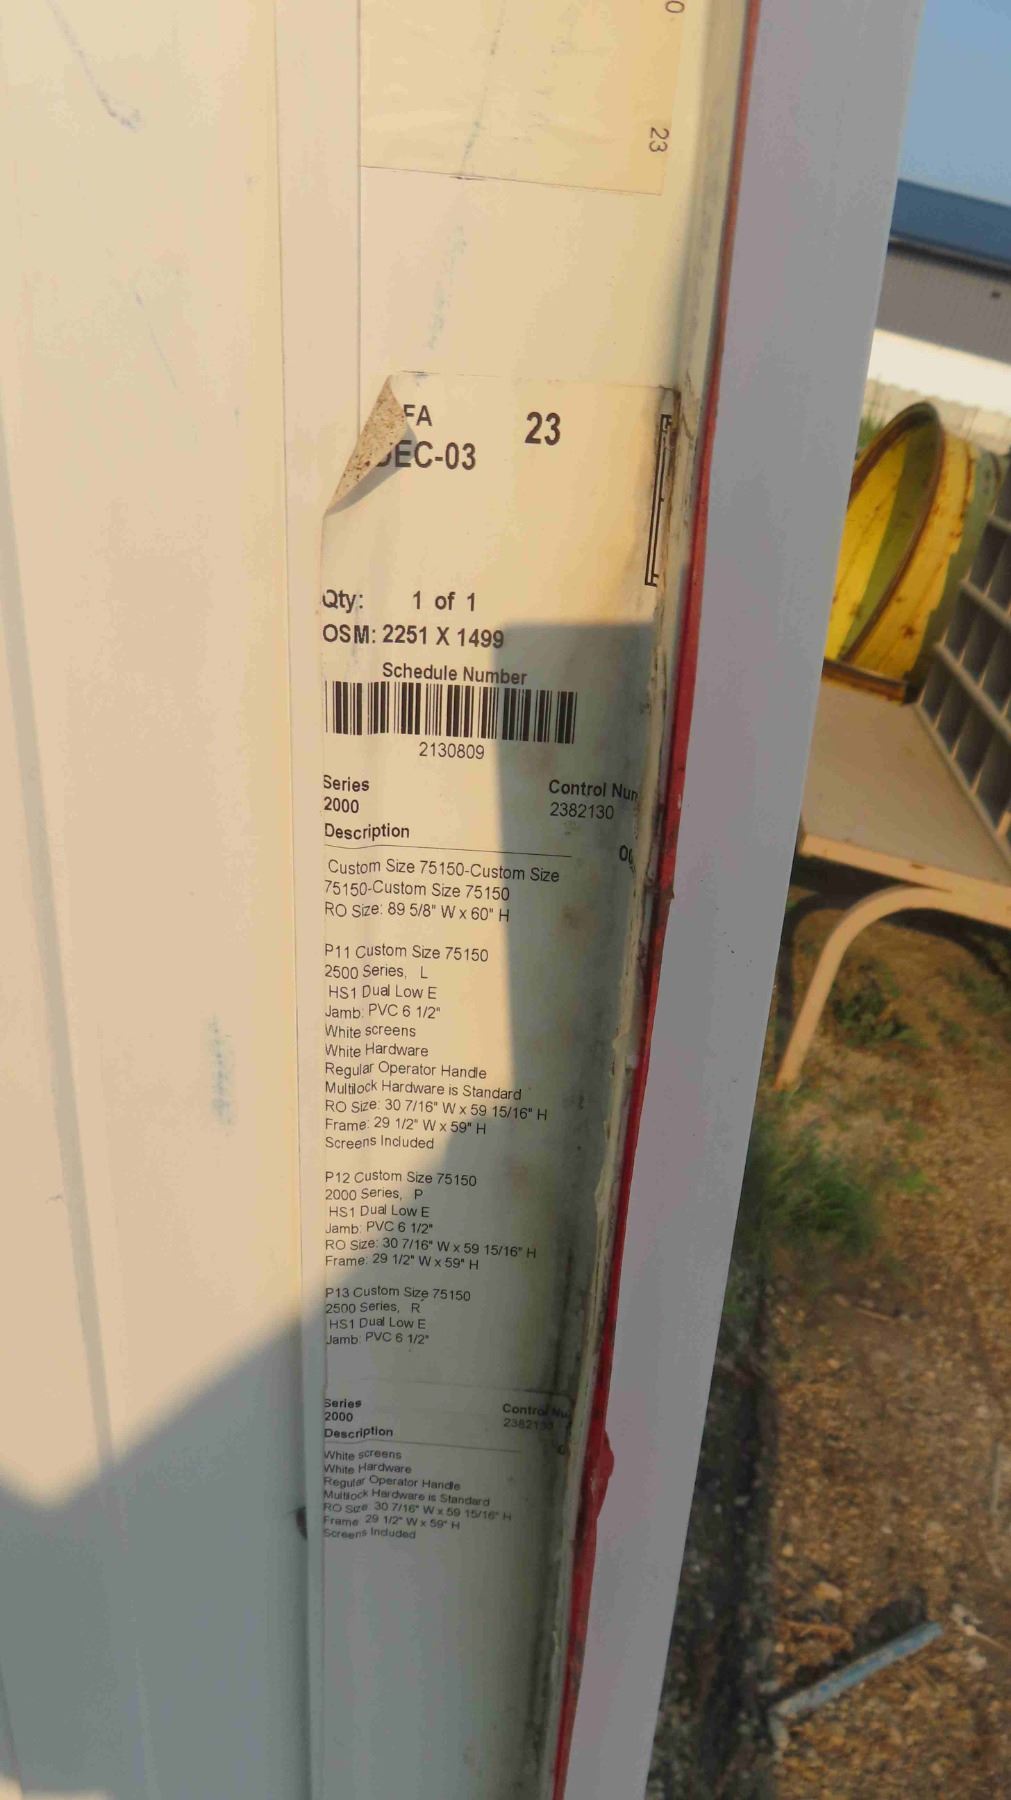 0
23
FA
23
DEC-03
Qty: 1 of 1
OSM: 2251 X 1499
Schedule Number
2130809
Series
Control Num
2000
2382130
Description
Custom Size 75150-Custom Size
75150-Custom Size 75150
RO Size: 89 5/8" W x 60" H
P11 Custom Size 75150
2500 Series, L
HS1 Dual Low E
Jamb: PVC 6 1/2"
White screens
White Hardware
Regular Operator Handle
Multilock Hardware is Standard
RO Size: 30 7/16" W x 59 15/16" H
Frame: 29 1/2" W x 59" H
Screens Included
P12 Custom Size 75150
2000 Series, P
HS1 Dual Low E
Jamb: PVC 6 1/2"
RO Size: 30 7/16" W x 59 15/16" H
Frame: 29 1/2" W x 59" H
P13 Custom Size 75150
2500 Series, R
HS1 Dual Low E
Jamb: PVC 6 1/2"
Series
Control Nu
2000
2382130
Description
White screens
White Hardware
Regular Operator Handle
Multilock Hardware is Standard
RO Size: 30 7/16" W x 59 15/16" H
Frame: 29 1/2" W x 59" H
Screens Included